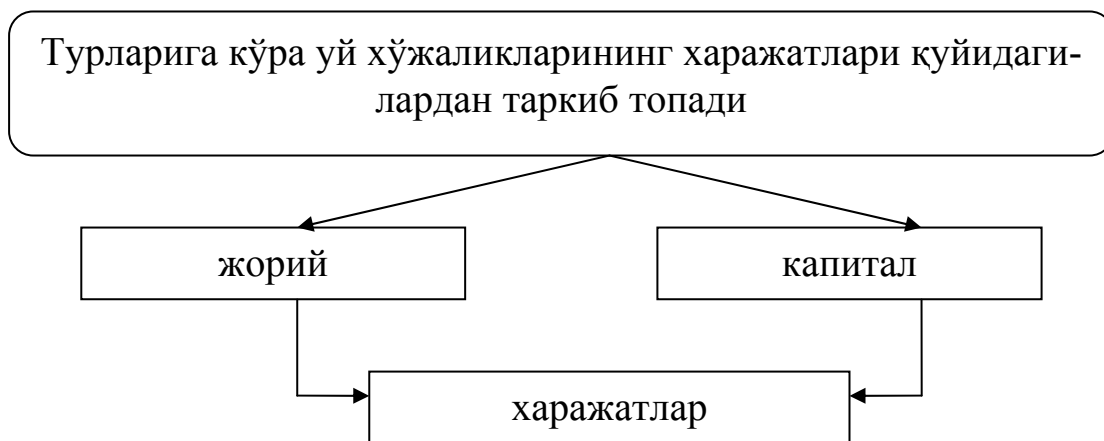 Турларига кўра уй хўжаликларининг харажатлари қуйидаги-
лардан таркиб топади
жорий
капитал
харажатлар